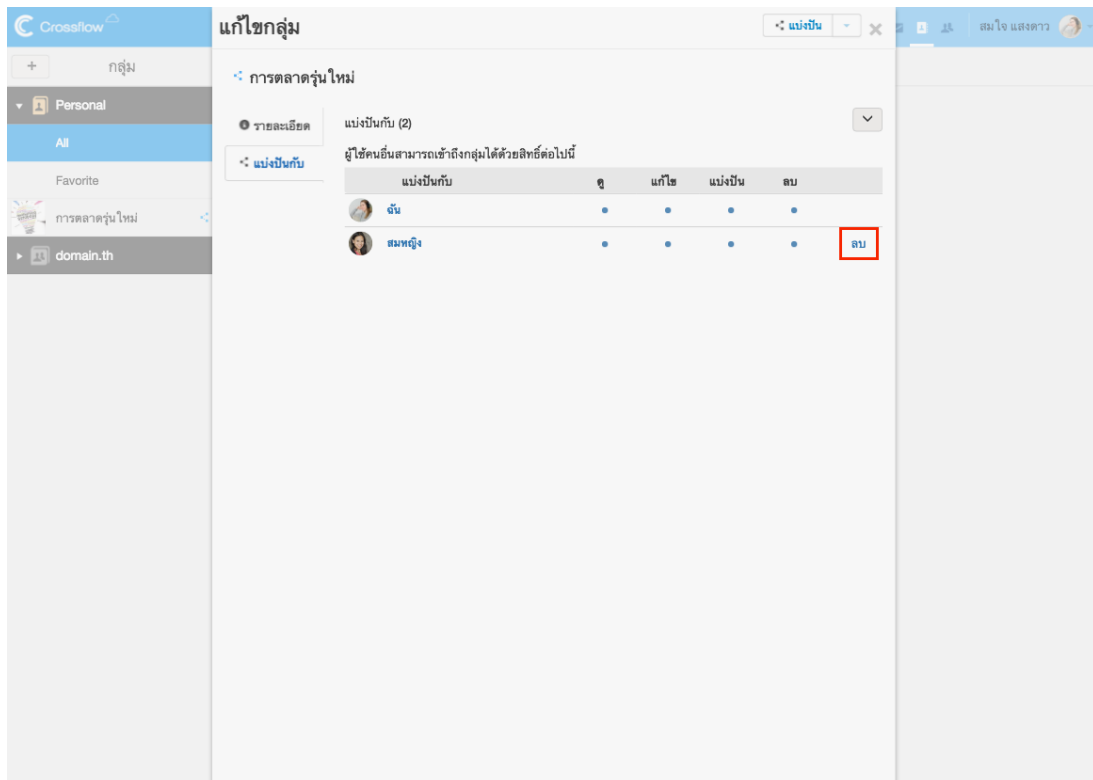 Crossflow
แก้ไขกลุ่ม
แบ่งปัน
สมใจ แสงดาว
+ กลุ่ม
การตลาดรุ่นใหม่
Personal
รายละเอียด
แบ่งปันกับ (2)
All
แบ่งปันกับ
ผู้ใช้คนอื่นสามารถเข้าถึงกลุ่มได้ด้วยสิทธิ์ต่อไปนี้
Favorite
แบ่งปันกับ ดู แก้ไข แบ่งปัน ลบ
การตลาดรุ่นใหม่
ฉัน
domain.th
สมหญิง
ลบ